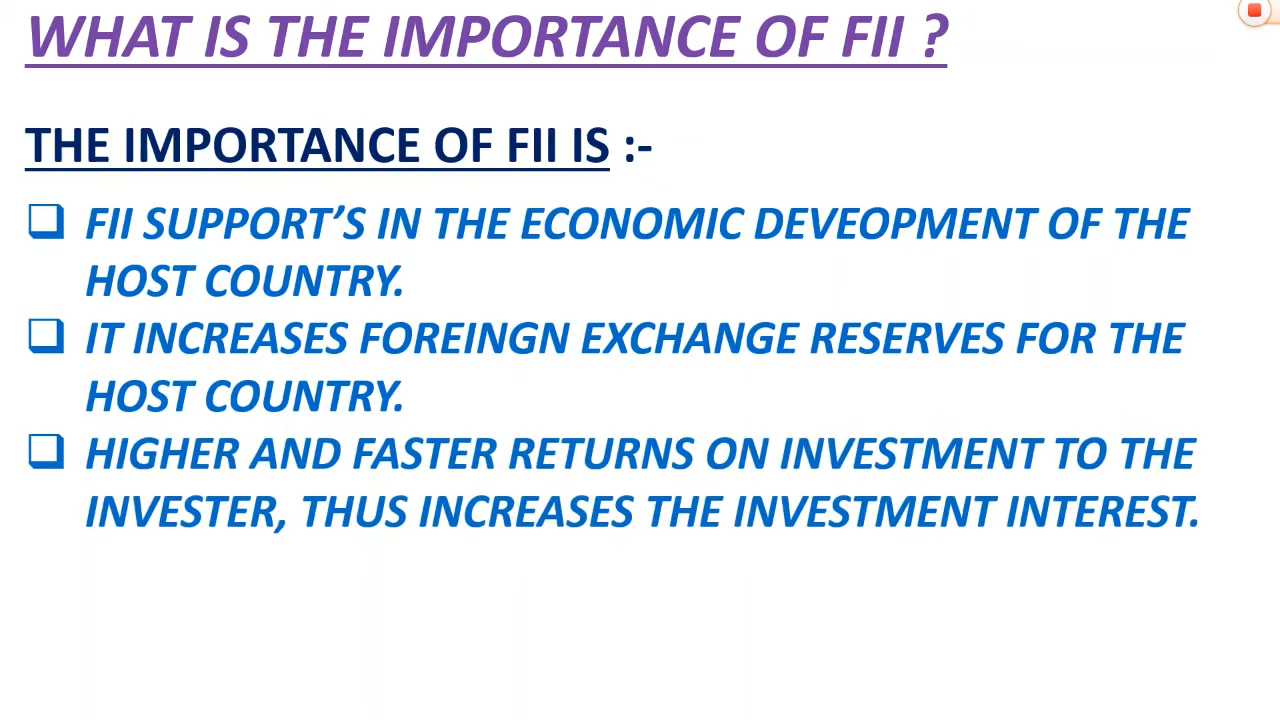 WHAT IS THE IMPORTANCE OF FII ?
THE IMPORTANCE OF FII IS :-
FII SUPPORT’S IN THE ECONOMIC DEVEOPMENT OF THE
HOST COUNTRY.
IT INCREASES FOREINGN EXCHANGE RESERVES FOR THE
HOST COUNTRY.
HIGHER AND FASTER RETURNS ON INVESTMENT TO THE
INVESTER, THUS INCREASES THE INVESTMENT INTEREST.